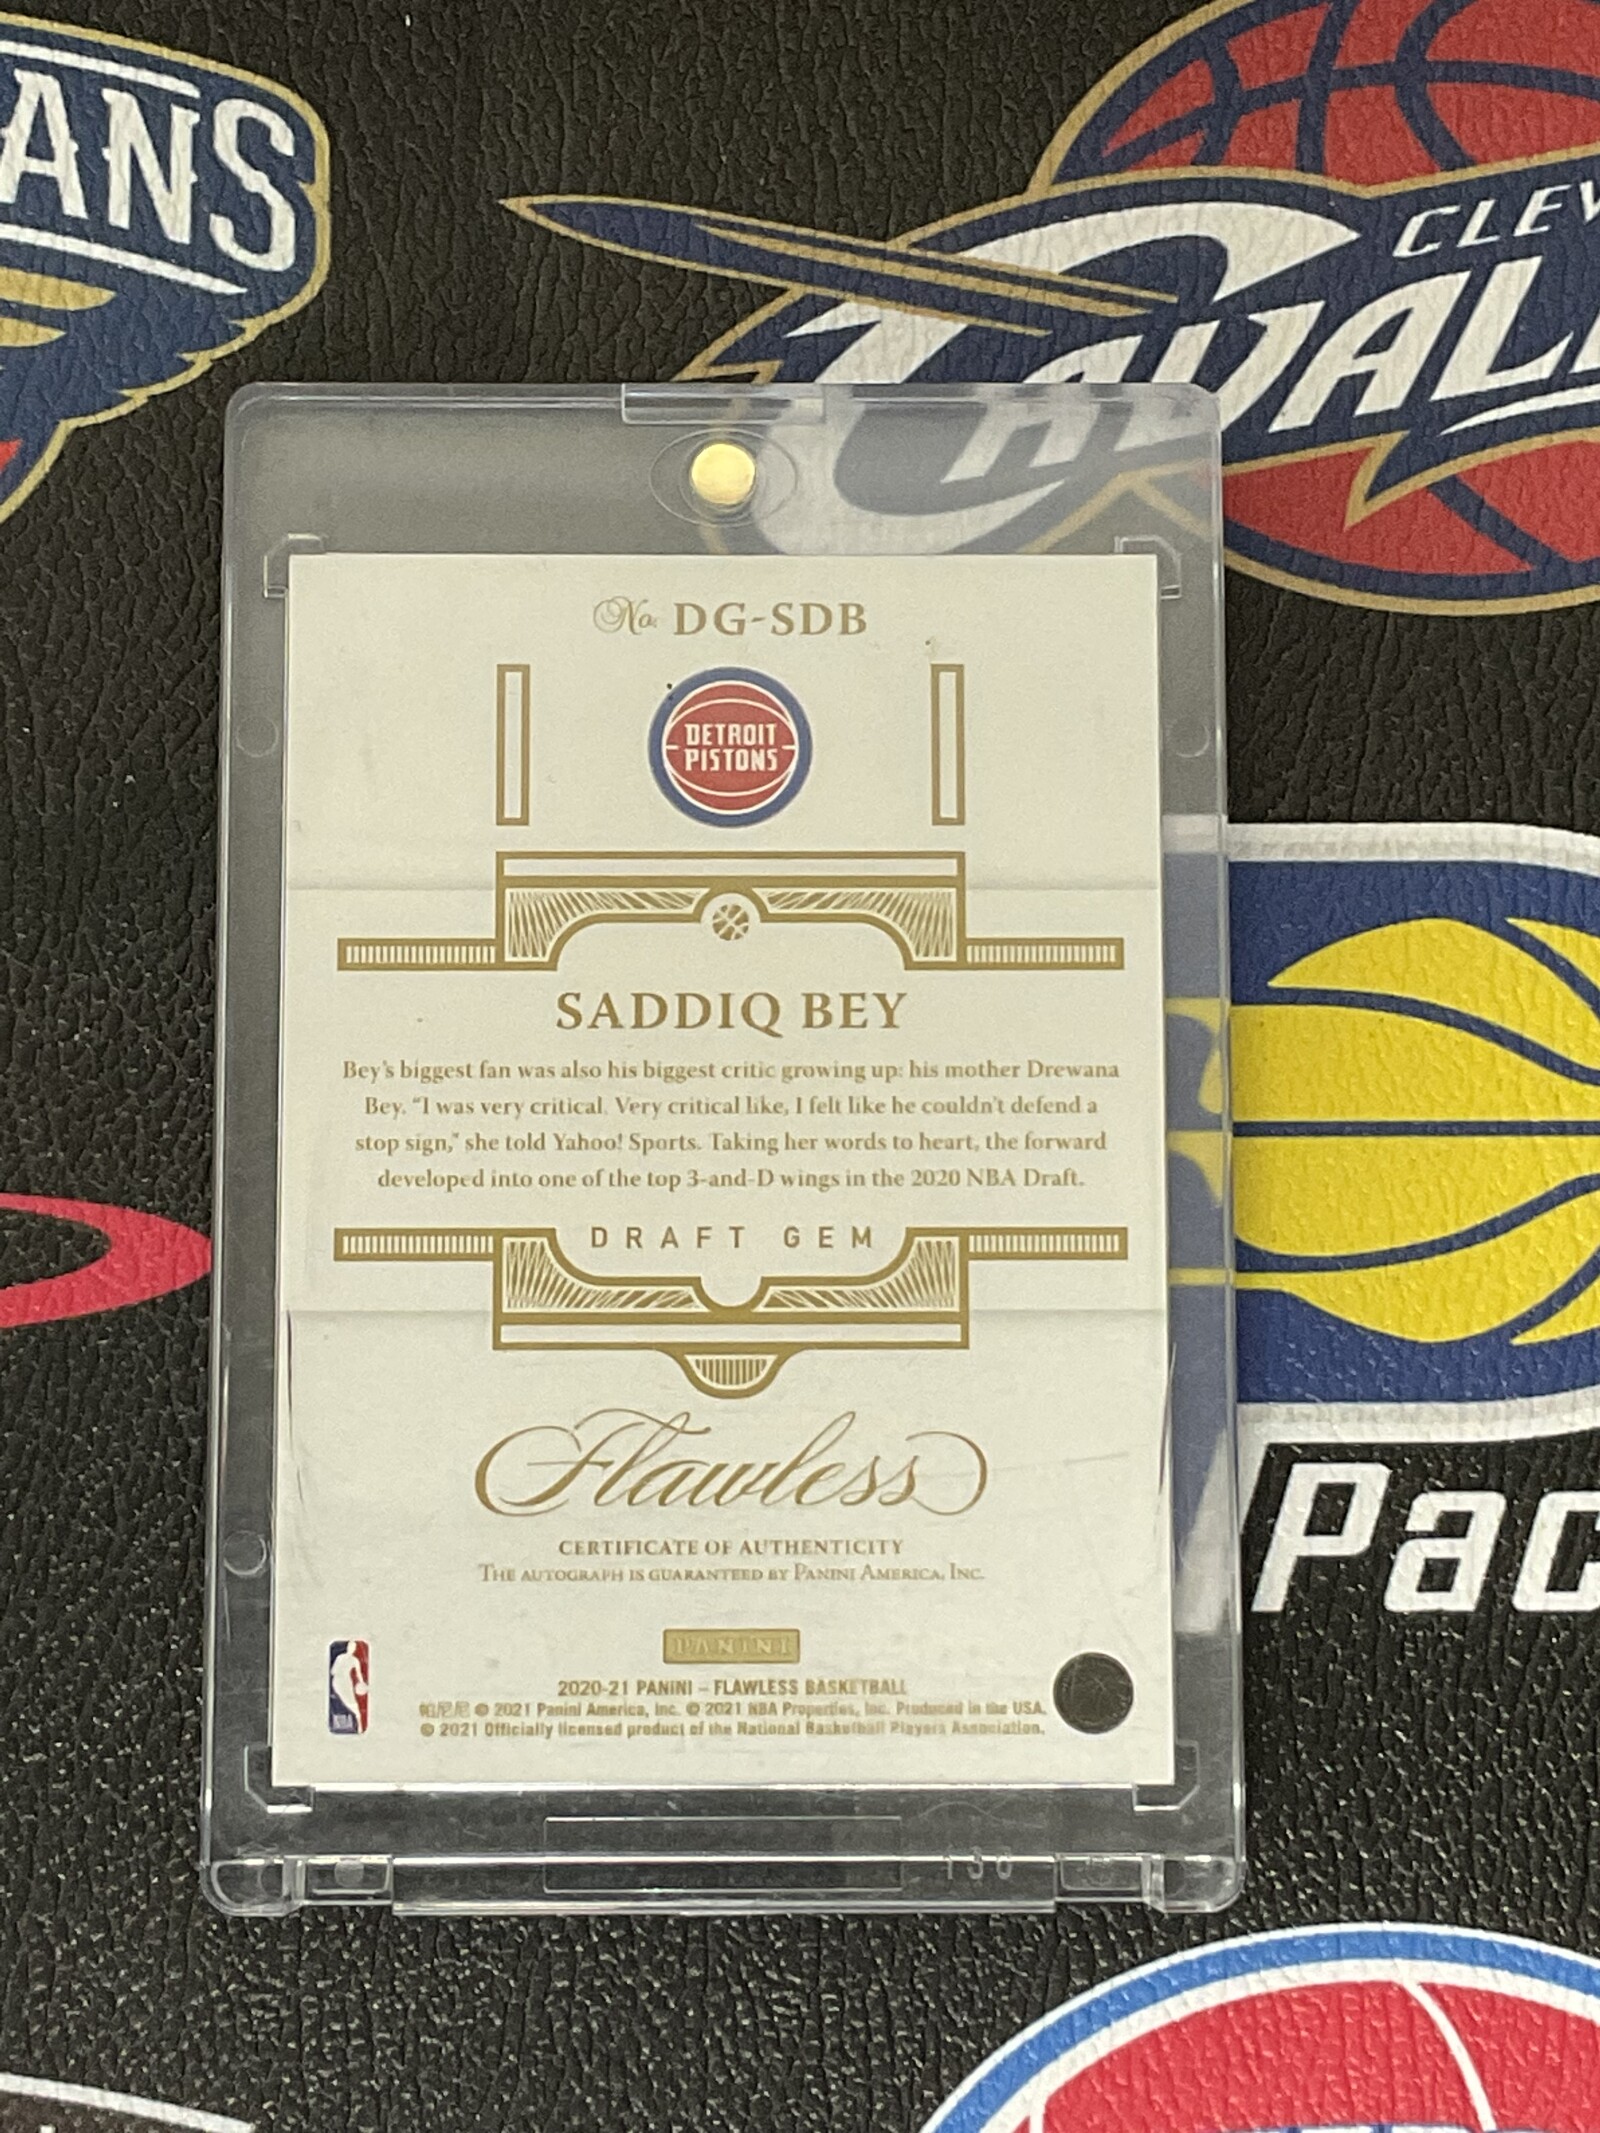 ANS
CLEV
CAVALI
No. DG-SDB
DETROIT
PISTONS
SADDIQ BEY
Bey's biggest fan was also his biggest critic growing up: his mother Drewana
Bey. "I was very critical. Very critical like, I felt like he couldn't defend a
stop sign," she told Yahoo! Sports. Taking her words to heart, the forward
developed into one of the top 3-and-D wings in the 2020 NBA Draft.
DRAFT GEM
Flawless
CERTIFICATE OF AUTHENTICITY
THE AUTOGRAPH IS GUARANTEED BY PANINI AMERICA, INC.
PANINI
NBA
2020-21 PANINI – FLAWLESS BASKETBALL
帕尼尼 © 2021 Panini America, Inc. © 2021 NBA Properties, Inc. Produced in the USA.
© 2021 Officially licensed product of the National Basketball Players Association.
Pac